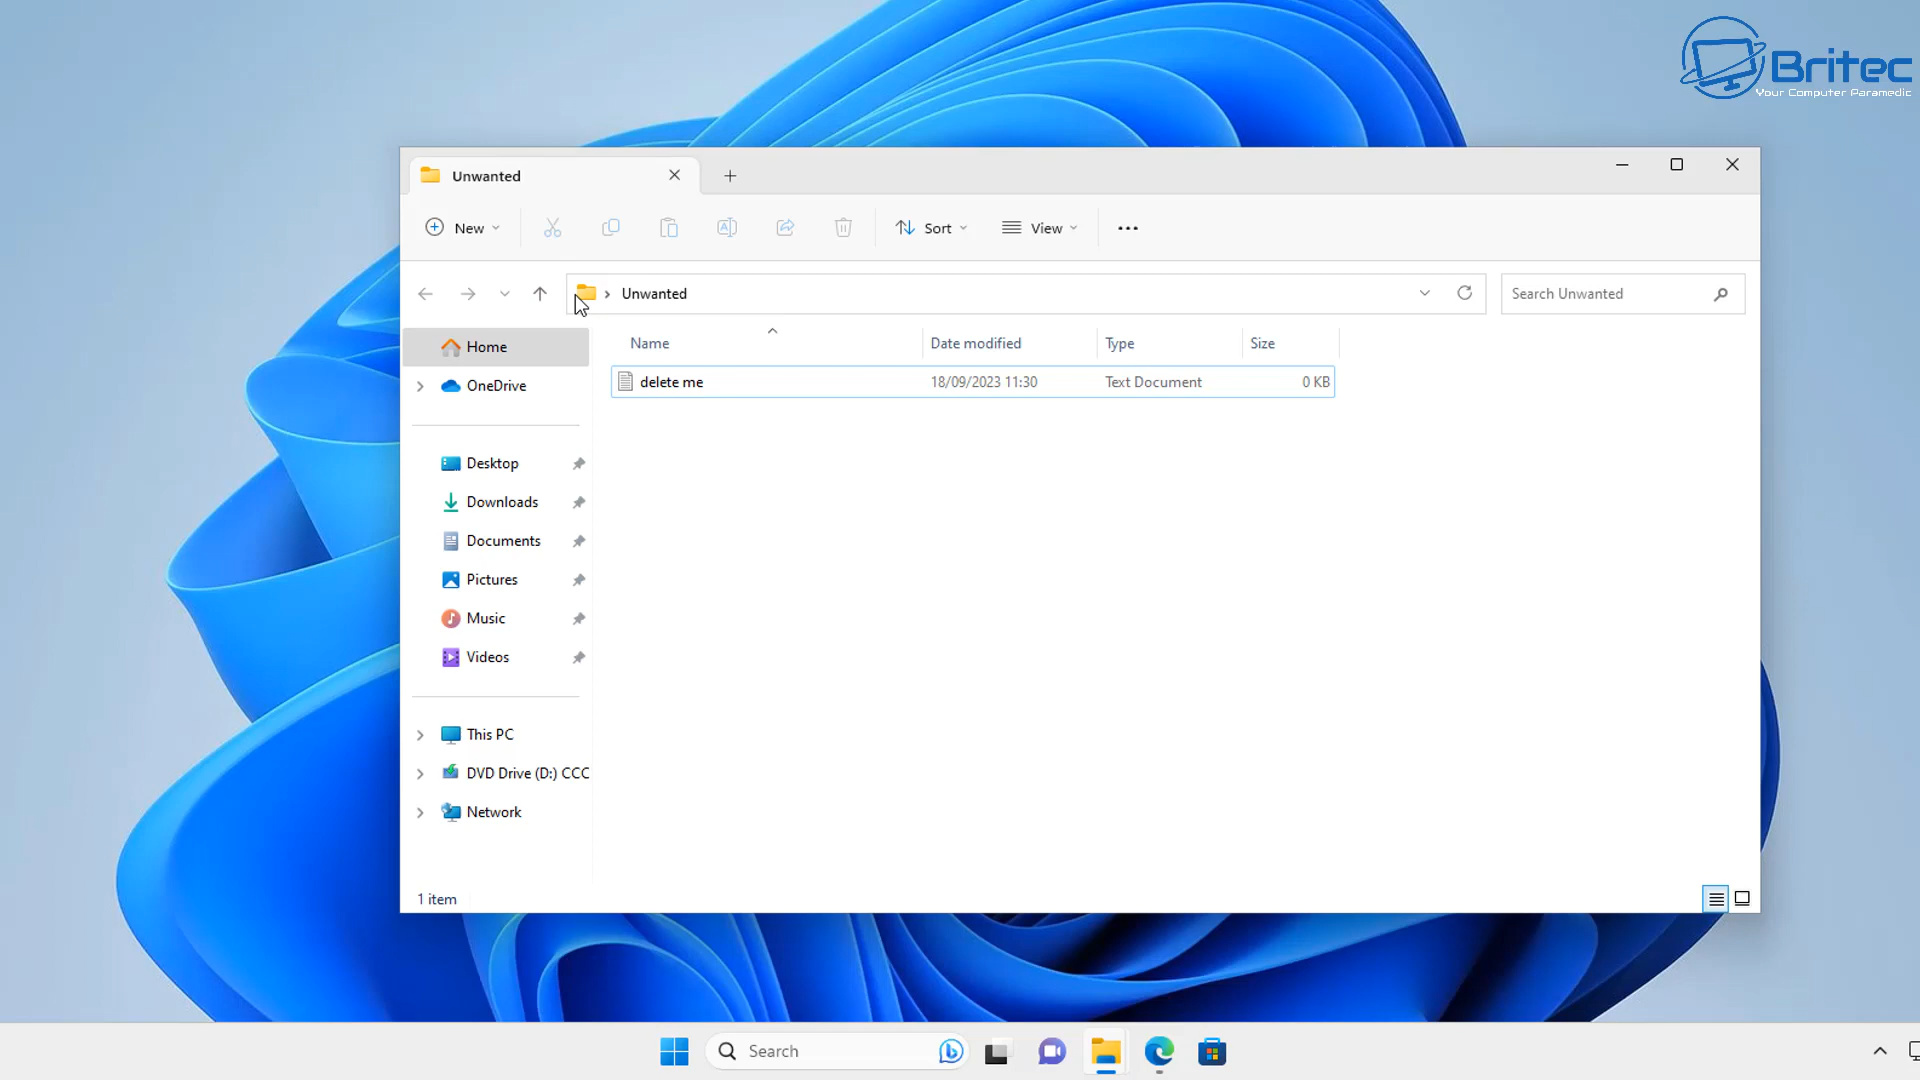 Britec
Your Computer Paramedic
Unwanted
New
Sort
View
Unwanted
Search Unwanted
Name
Date modified
Type
Size
delete me
18/09/2023 11:30
Text Document
0 KB
Home
OneDrive
Desktop
Downloads
Documents
Pictures
Music
Videos
This PC
DVD Drive (D:) CCC
Network
1 item
Search